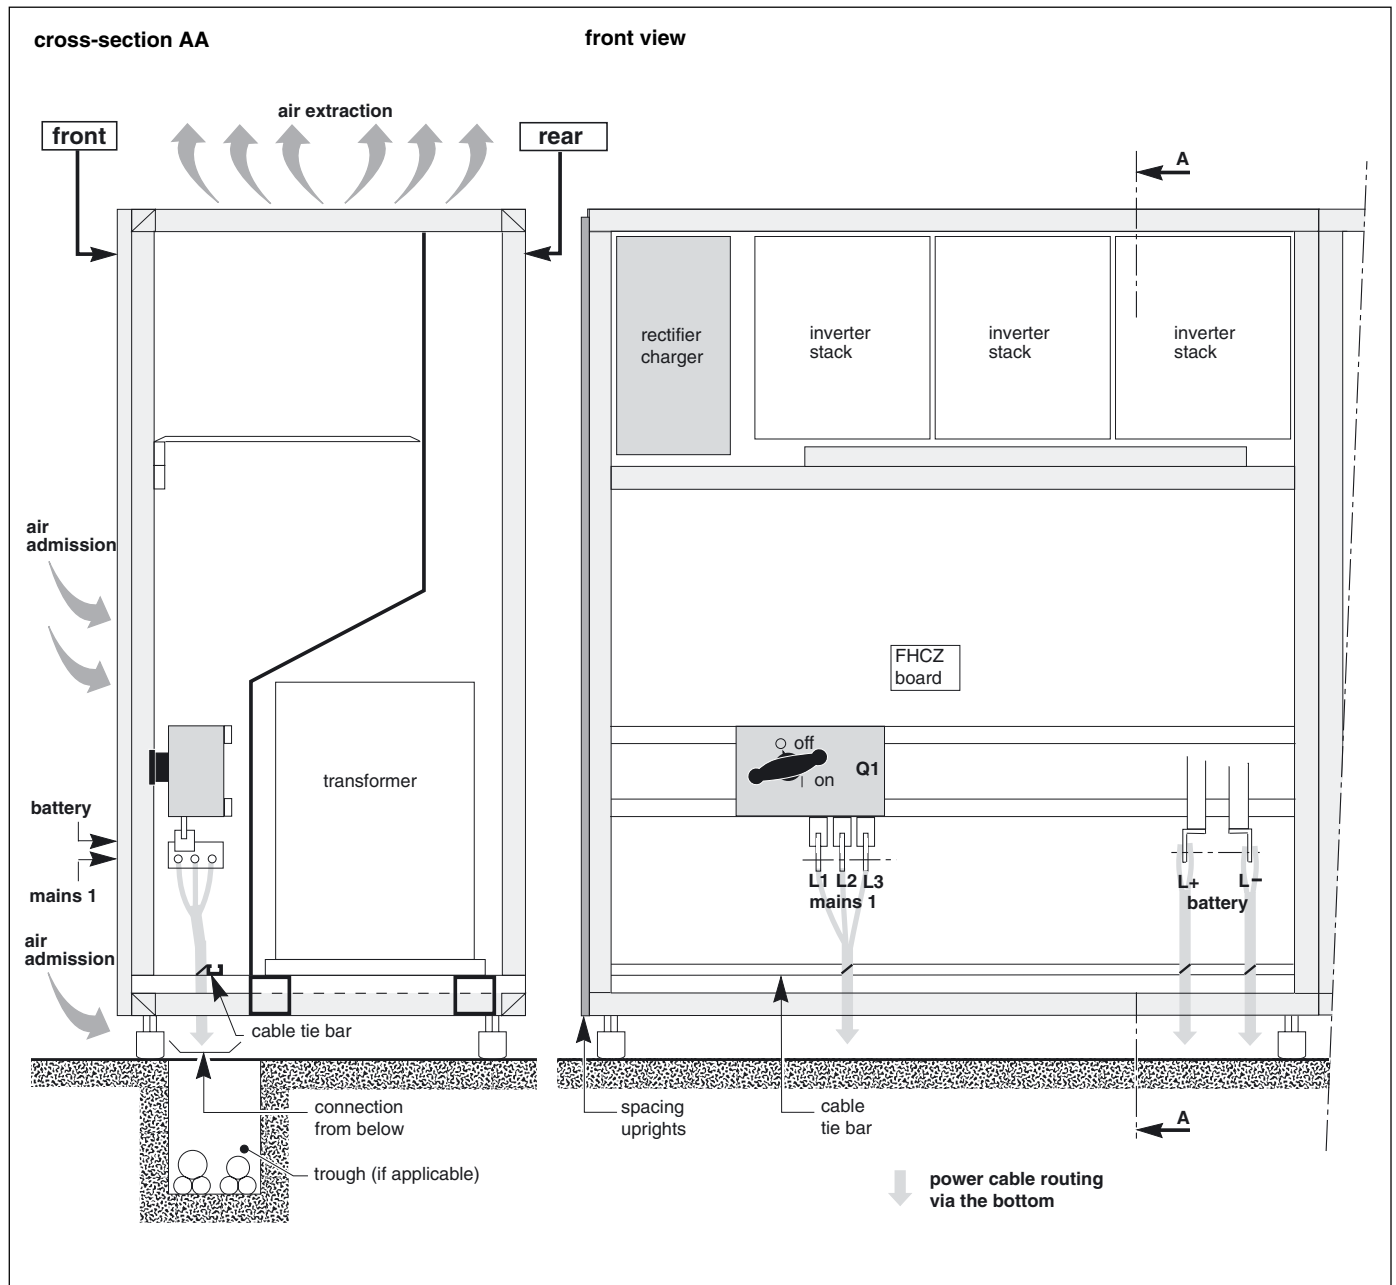 cross-section AA
front view
air extraction
front
rear
A
rectifier
charger
inverter
stack
inverter
stack
inverter
stack
air
admission
FHCZ
board
off
on
Q1
transformer
battery
mains 1
L1 L2 L3
mains 1
L+ L−
battery
air
admission
cable tie bar
connection
from below
spacing
uprights
cable
tie bar
A
trough (if applicable)
power cable routing
via the bottom